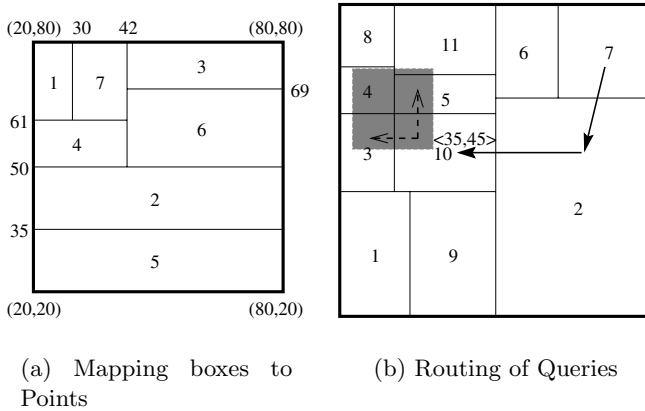 (20,80) 30 42 (80,80)
1 7 3
69
61
4 6
50
2
35
5
(20,20) (80,20)
(a) Mapping boxes to
Points
8 11 6 7
4 5
<35,45>
3 10
2
1 9
(b) Routing of Queries